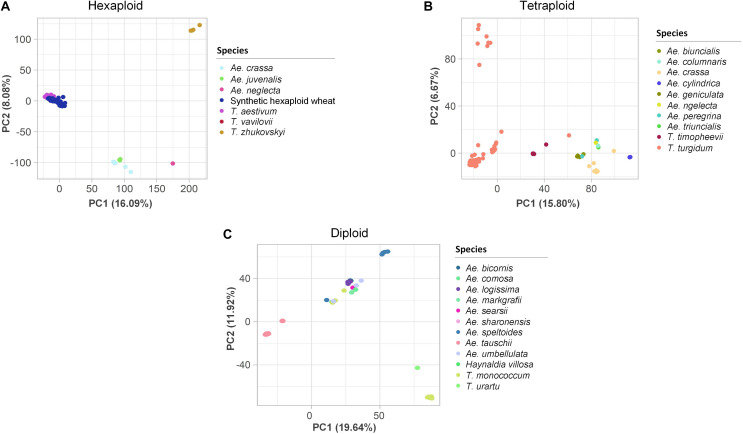 A
Hexaploid
PC2 (8.08%)
100
50
0
-50
-100
0
50
100
150
200
PC1 (16.09%)
Species
Ae. crassa
Ae. juvenalis
Ae. neglecta
Synthetic hexaploid wheat
T. aestivum
T. vavilovii
T. zhukovskyi
B
Tetraploid
PC2 (6.67%)
80
40
0
0
40
80
PC1 (15.80%)
Species
Ae. biuncialis
Ae. columnaris
Ae. crassa
Ae. cylindrica
Ae. geniculata
Ae. ngelecta
Ae. peregrina
Ae. triuncialis
T. timopheevii
T. turgidum
C
Diploid
PC2 (11.92%)
40
0
-40
0
50
PC1 (19.64%)
Species
Ae. bicornis
Ae. comosa
Ae. logissima
Ae. markgrafii
Ae. searsii
Ae. sharonensis
Ae. speltoides
Ae. tauschii
Ae. umbellulata
Haynaldia villosa
T. monococcum
T. urartu